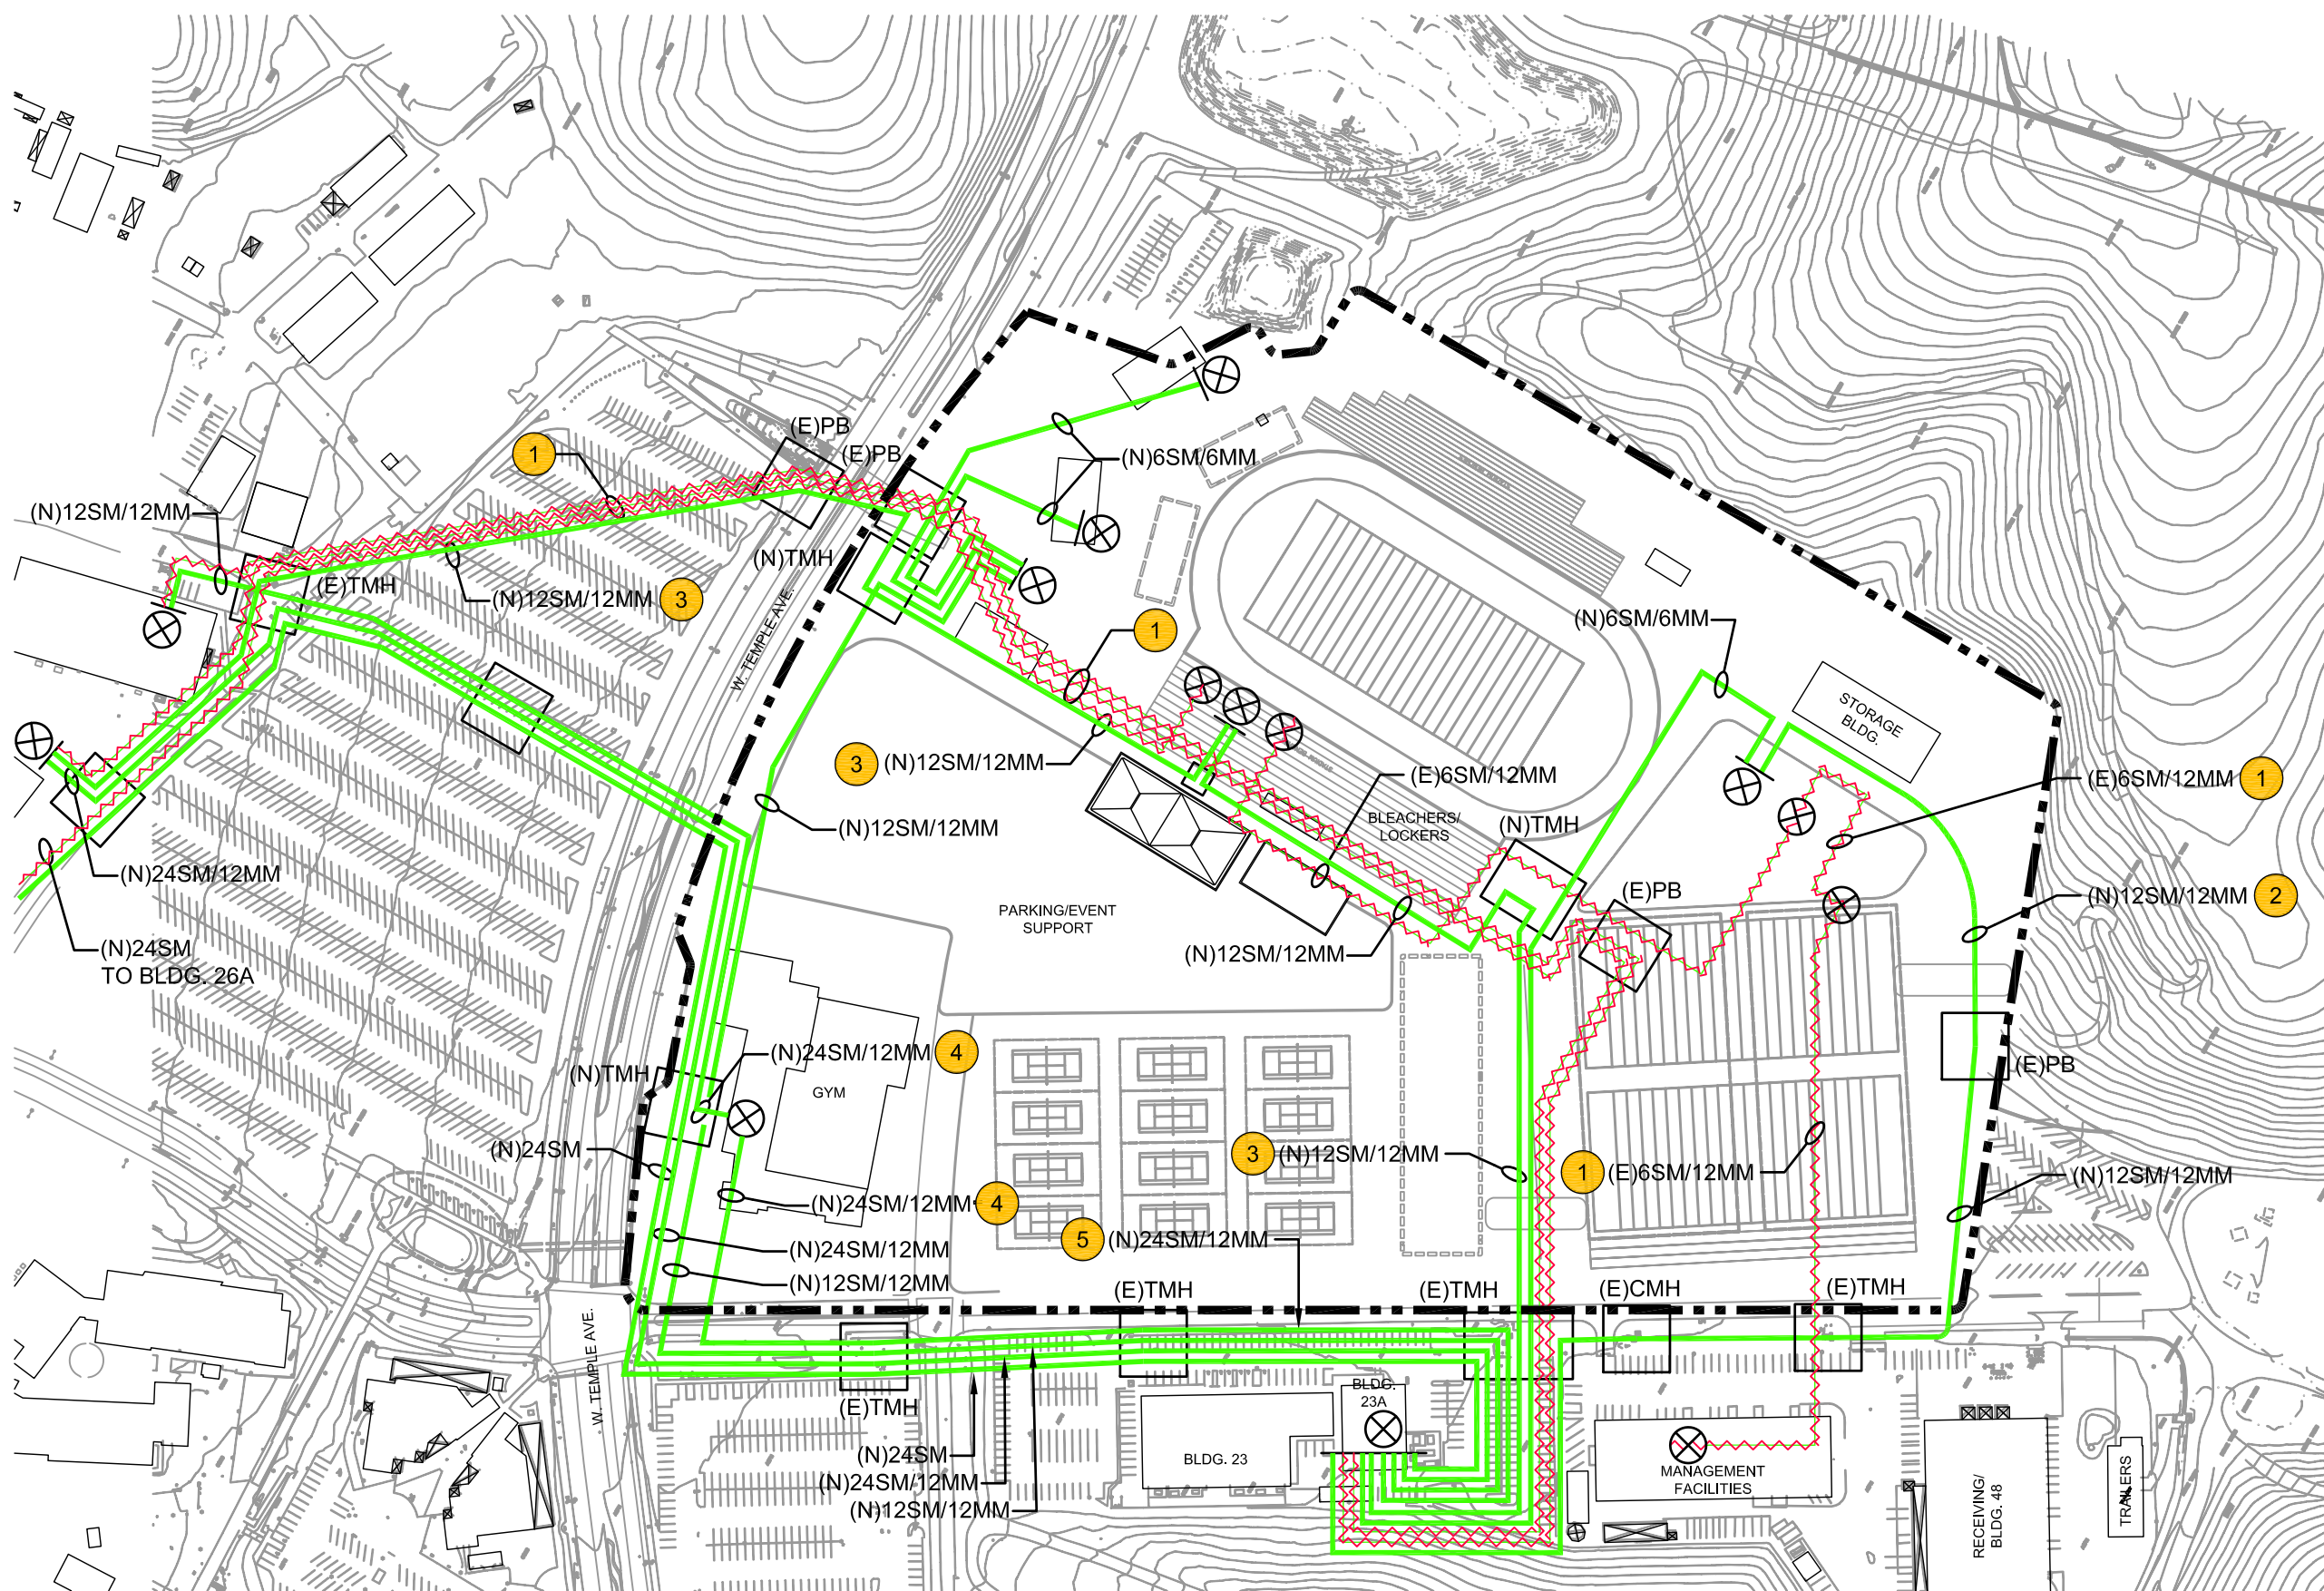 (E)PB
(E)PB
1
(N)6SM/6MM
(N)12SM/12MM
(N)TMH
(E)TMH
(N)12SM/12MM 3
W. TEMPLE AVE.
1
(N)6SM/6MM
STORAGE
BLDG.
3 (N)12SM/12MM
(E)6SM/12MM
(E)6SM/12MM 1
(N)12SM/12MM
BLEACHERS/
LOCKERS
(N)TMH
(N)24SM/12MM
(E)PB
(N)12SM/12MM 2
PARKING/EVENT
SUPPORT
(N)24SM
TO BLDG. 26A
(N)12SM/12MM
(N)24SM/12MM 4
(N)TMH
GYM
(E)PB
(N)24SM
3 (N)12SM/12MM
1 (E)6SM/12MM
(N)12SM/12MM
(N)24SM/12MM 4
5 (N)24SM/12MM
(N)24SM/12MM
(N)12SM/12MM
(E)TMH
(E)TMH
(E)CMH
(E)TMH
W. TEMPLE AVE.
(E)TMH
BLDG.
23A
(N)24SM
BLDG. 23
(N)24SM/12MM
(N)12SM/12MM
MANAGEMENT
FACILITIES
RECEIVING/
BLDG. 48
TRAILERS